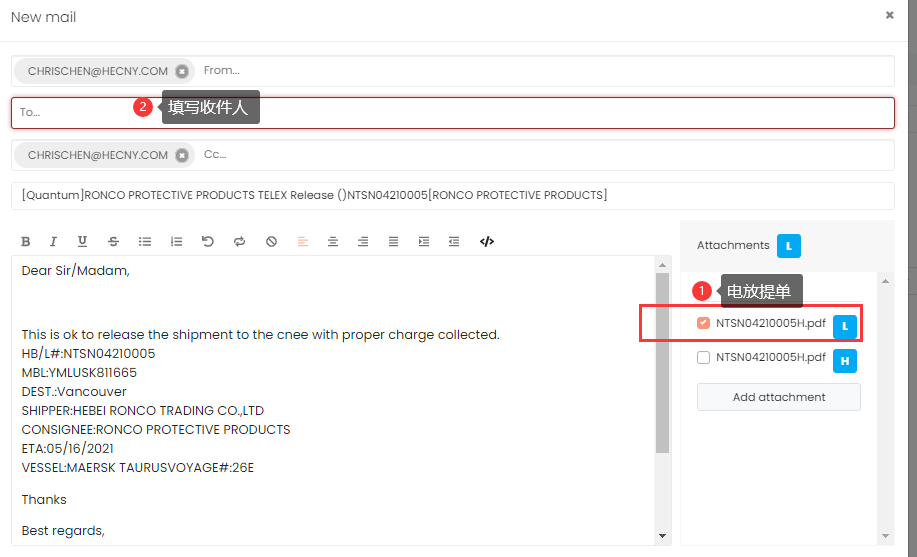 New mail
CHRISCHEN@HECNY.COM From...
To...
2 填写收件人
CHRISCHEN@HECNY.COM Cc...
[Quantum]RONCO PROTECTIVE PRODUCTS TELEX Release ()NTSN04210005[RONCO PROTECTIVE PRODUCTS]
B I U S
Dear Sir/Madam,
This is ok to release the shipment to the cnee with proper charge collected.
HB/L#:NTSN04210005
MBL:YMLUSK811665
DEST.:Vancouver
SHIPPER:HEBEI RONCO TRADING CO.,LTD
CONSIGNEE:RONCO PROTECTIVE PRODUCTS
ETA:05/16/2021
VESSEL:MAERSK TAURUSVOYAGE#:26E
Thanks
Best regards,
Attachments L
1 电放提单
NTSN04210005H.pdf L
NTSN04210005H.pdf H
Add attachment